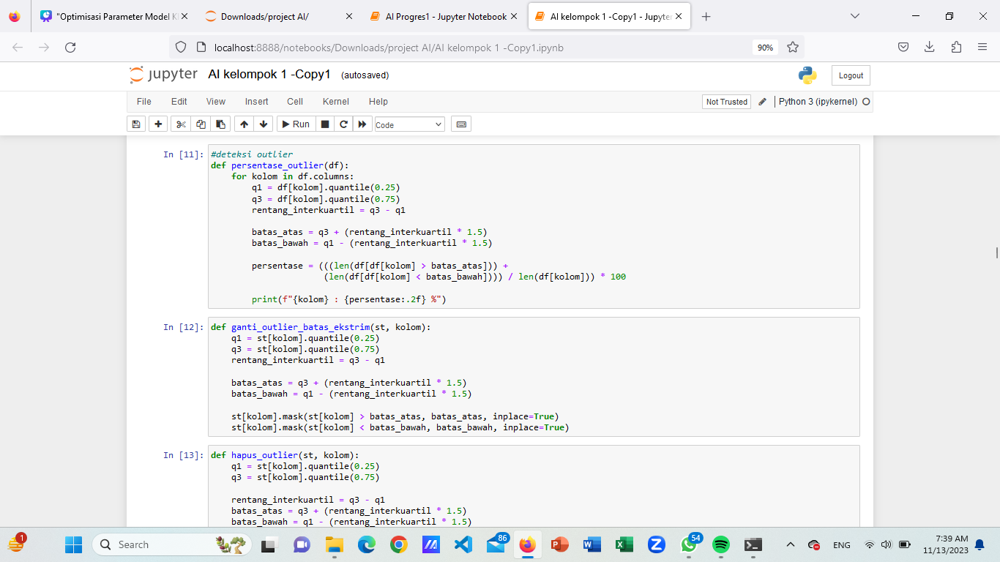 "Optimisasi Parameter Model K
Downloads/project AI/
AI Progres1 - Jupyter Notebook
AI kelompok 1 -Copy1 - Jupyte
localhost:8888/notebooks/Downloads/project AI/AI kelompok 1 -Copy1.ipynb
90%
jupyter AI kelompok 1 -Copy1 (autosaved)
Logout
File Edit View Insert Cell Kernel Help
Not Trusted
Python 3 (ipykernel)
Run
Code
In [11]:
#deteksi outlier
def persentase_outlier(df):
    for kolom in df.columns:
        q1 = df[kolom].quantile(0.25)
        q3 = df[kolom].quantile(0.75)
        rentang_interkuartil = q3 - q1
        batas_atas = q3 + (rentang_interkuartil * 1.5)
        batas_bawah = q1 - (rentang_interkuartil * 1.5)
        persentase = (((len(df[df[kolom] > batas_atas])) +
                      (len(df[df[kolom] < batas_bawah]))) / len(df[kolom])) * 100
        print(f"{kolom} : {persentase:.2f} %")
In [12]:
def ganti_outlier_batas_ekstrim(st, kolom):
    q1 = st[kolom].quantile(0.25)
    q3 = st[kolom].quantile(0.75)
    rentang_interkuartil = q3 - q1
    batas_atas = q3 + (rentang_interkuartil * 1.5)
    batas_bawah = q1 - (rentang_interkuartil * 1.5)
    st[kolom].mask(st[kolom] > batas_atas, batas_atas, inplace=True)
    st[kolom].mask(st[kolom] < batas_bawah, batas_bawah, inplace=True)
In [13]:
def hapus_outlier(st, kolom):
    q1 = st[kolom].quantile(0.25)
    q3 = st[kolom].quantile(0.75)
    rentang_interkuartil = q3 - q1
    batas_atas = q3 + (rentang_interkuartil * 1.5)
    batas_bawah = q1 - (rentang_interkuartil * 1.5)
1
Search
86
54
ENG
7:39 AM
11/13/2023